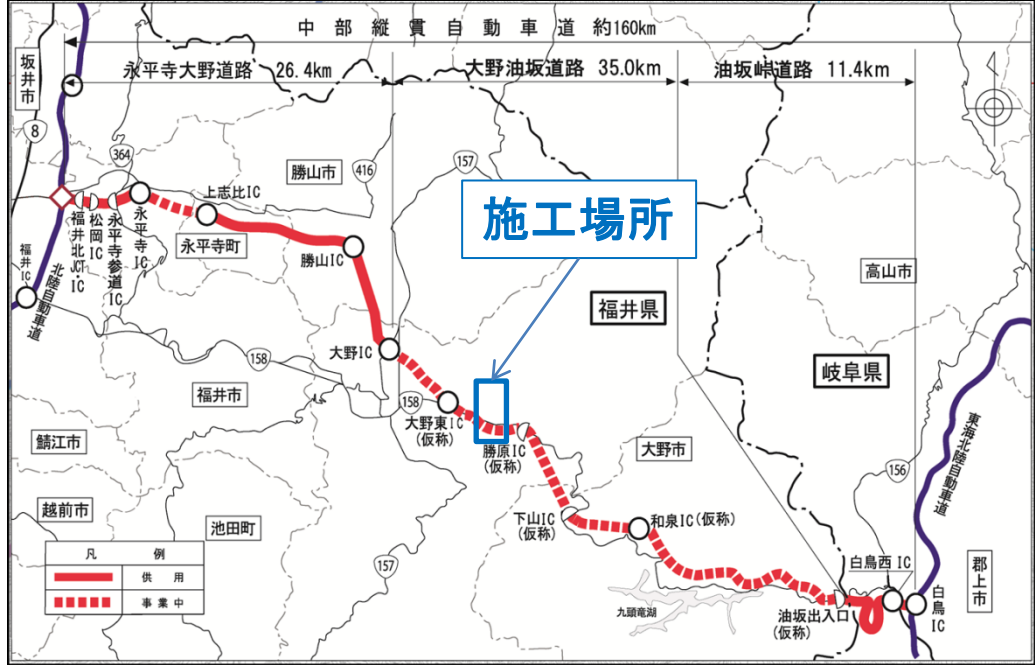 中部縦貫自動車道 約160km
永平寺大野道路 26.4km
大野油坂道路 35.0km
油坂峠道路 11.4km
坂井市
8
364
416
157
勝山市
上志比IC
施工場所
福井北JCT・IC
松岡IC
永平寺参道IC
永平寺IC
永平寺町
勝山IC
福井IC
北陸自動車道
高山市
福井県
大野IC
岐阜県
158
福井市
158
大野東IC
(仮称)
勝原IC
(仮称)
大野市
鯖江市
東海北陸自動車道
156
越前市
池田町
下山IC
(仮称)
和泉IC(仮称)
凡例
供用
事業中
157
白鳥西IC
郡上市
九頭竜湖
油坂出入口
(仮称)
白鳥IC